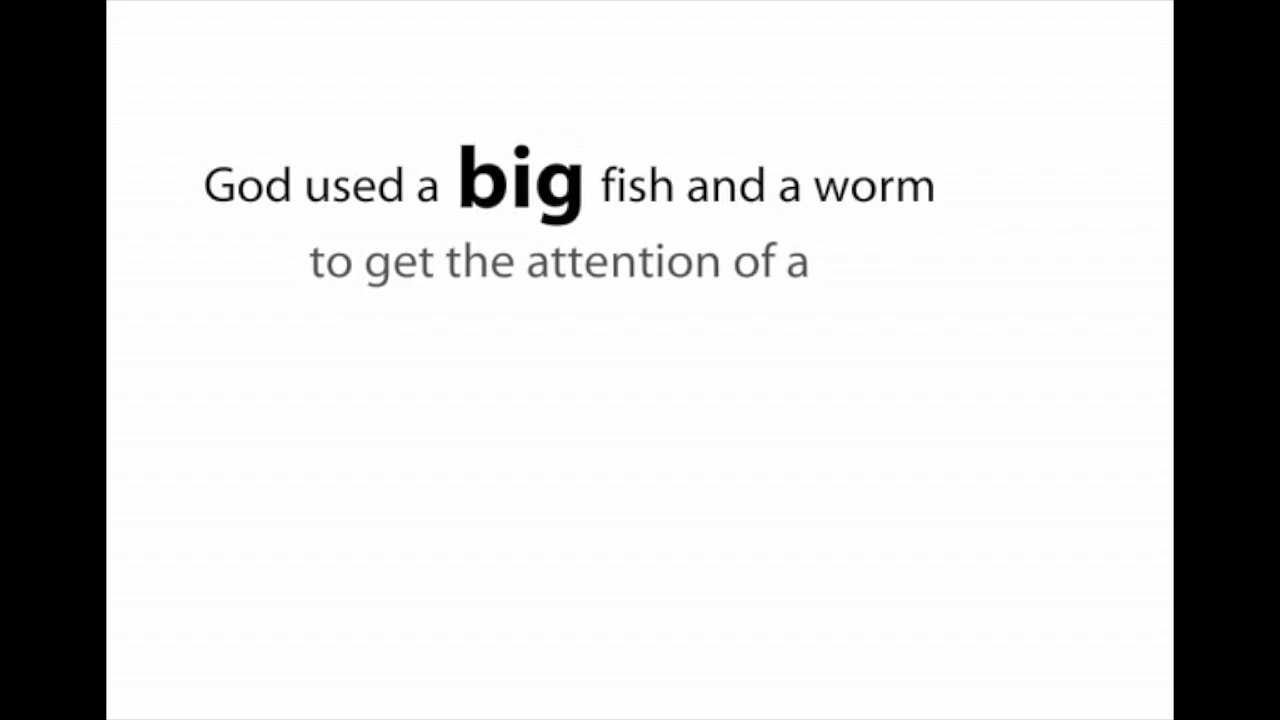 God used a big fish and a worm
to get the attention of a